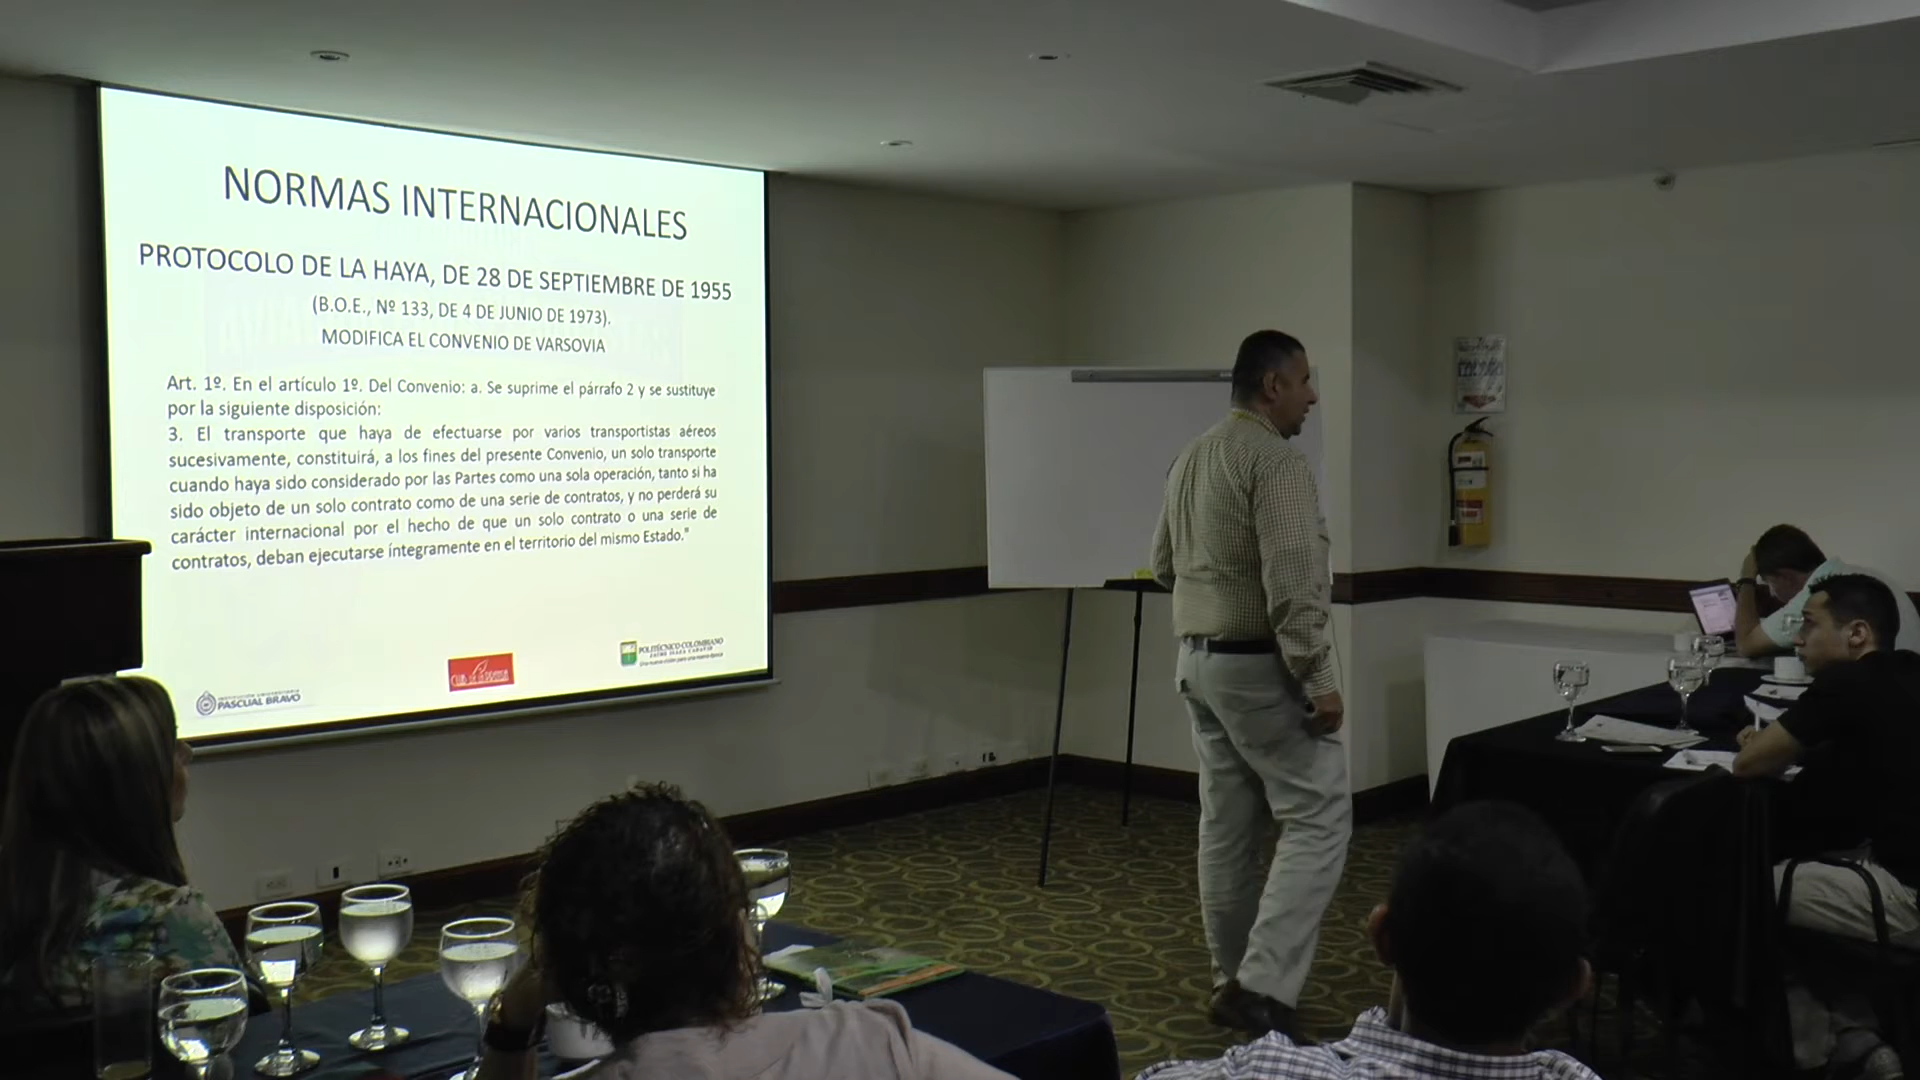 NORMAS INTERNACIONALES
PROTOCOLO DE LA HAYA, DE 28 DE SEPTIEMBRE DE 1955
(B.O.E., Nº 133, DE 4 DE JUNIO DE 1973).
MODIFICA EL CONVENIO DE VARSOVIA
Art. 1º. En el artículo 1º. Del Convenio: a. Se suprime el párrafo 2 y se sustituye
por la siguiente disposición:
3. El transporte que haya de efectuarse por varios transportistas aéreos
sucesivamente, constituirá, a los fines del presente Convenio, un solo transporte
cuando haya sido considerado por las Partes como una sola operación, tanto si ha
sido objeto de un solo contrato como de una serie de contratos, y no perderá su
carácter internacional por el hecho de que un solo contrato o una serie de
contratos, deban ejecutarse íntegramente en el territorio del mismo Estado."
INSTITUCIÓN UNIVERSITARIA
PASCUAL BRAVO
POLITÉCNICO COLOMBIANO
JAIME ISAZA CADAVID